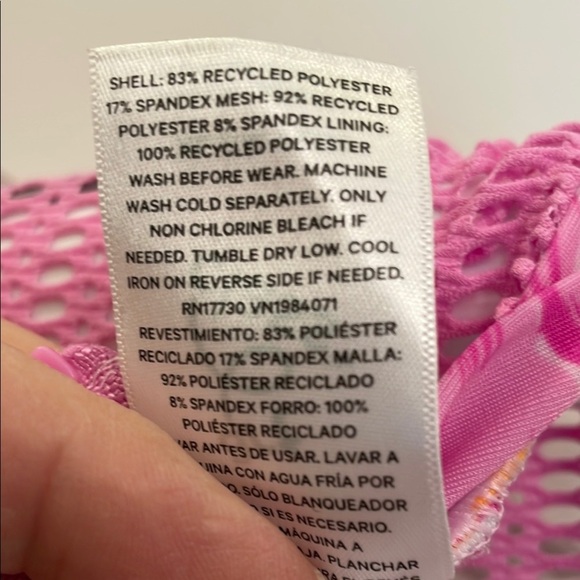 SHELL: 83% RECYCLED POLYESTER
17% SPANDEX MESH: 92% RECYCLED
POLYESTER 8% SPANDEX LINING:
100% RECYCLED POLYESTER
WASH BEFORE WEAR. MACHINE
WASH COLD SEPARATELY. ONLY
NON CHLORINE BLEACH IF
NEEDED. TUMBLE DRY LOW. COOL
IRON ON REVERSE SIDE IF NEEDED.
RN17730 VN1984071
REVESTIMIENTO: 83% POLIÉSTER
RECICLADO 17% SPANDEX MALLA:
92% POLIÉSTER RECICLADO
8% SPANDEX FORRO: 100%
POLIÉSTER RECICLADO
ANTES DE USAR. LAVAR A
CON AGUA FRÍA POR
SÓLO BLANQUEADOR
SI ES NECESARIO.
MÁQUINA A
PLANCHAR